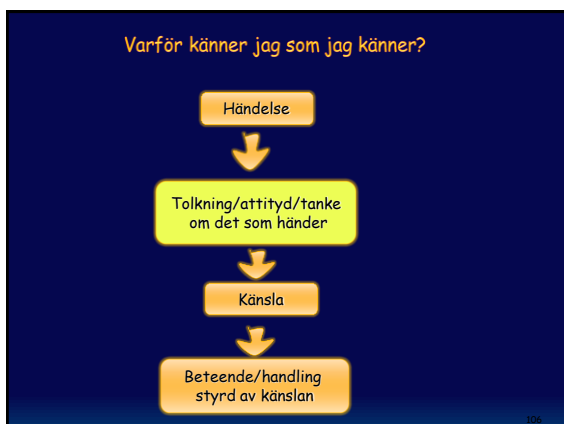 Varför känner jag som jag känner?
Händelse
Tolkning/attityd/tanke
om det som händer
Känsla
Beteende/handling
styrd av känslan
106